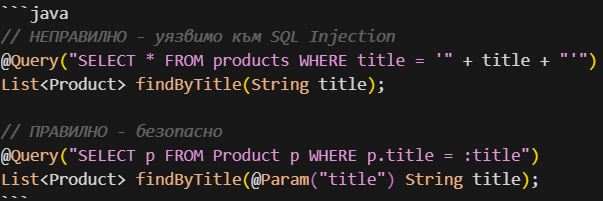 ```java
// НЕПРАВИЛНО - уязвимо към SQL Injection
@Query("SELECT * FROM products WHERE title = '" + title + "'")
List<Product> findByTitle(String title);

// ПРАВИЛНО - безопасно
@Query("SELECT p FROM Product p WHERE p.title = :title")
List<Product> findByTitle(@Param("title") String title);
```